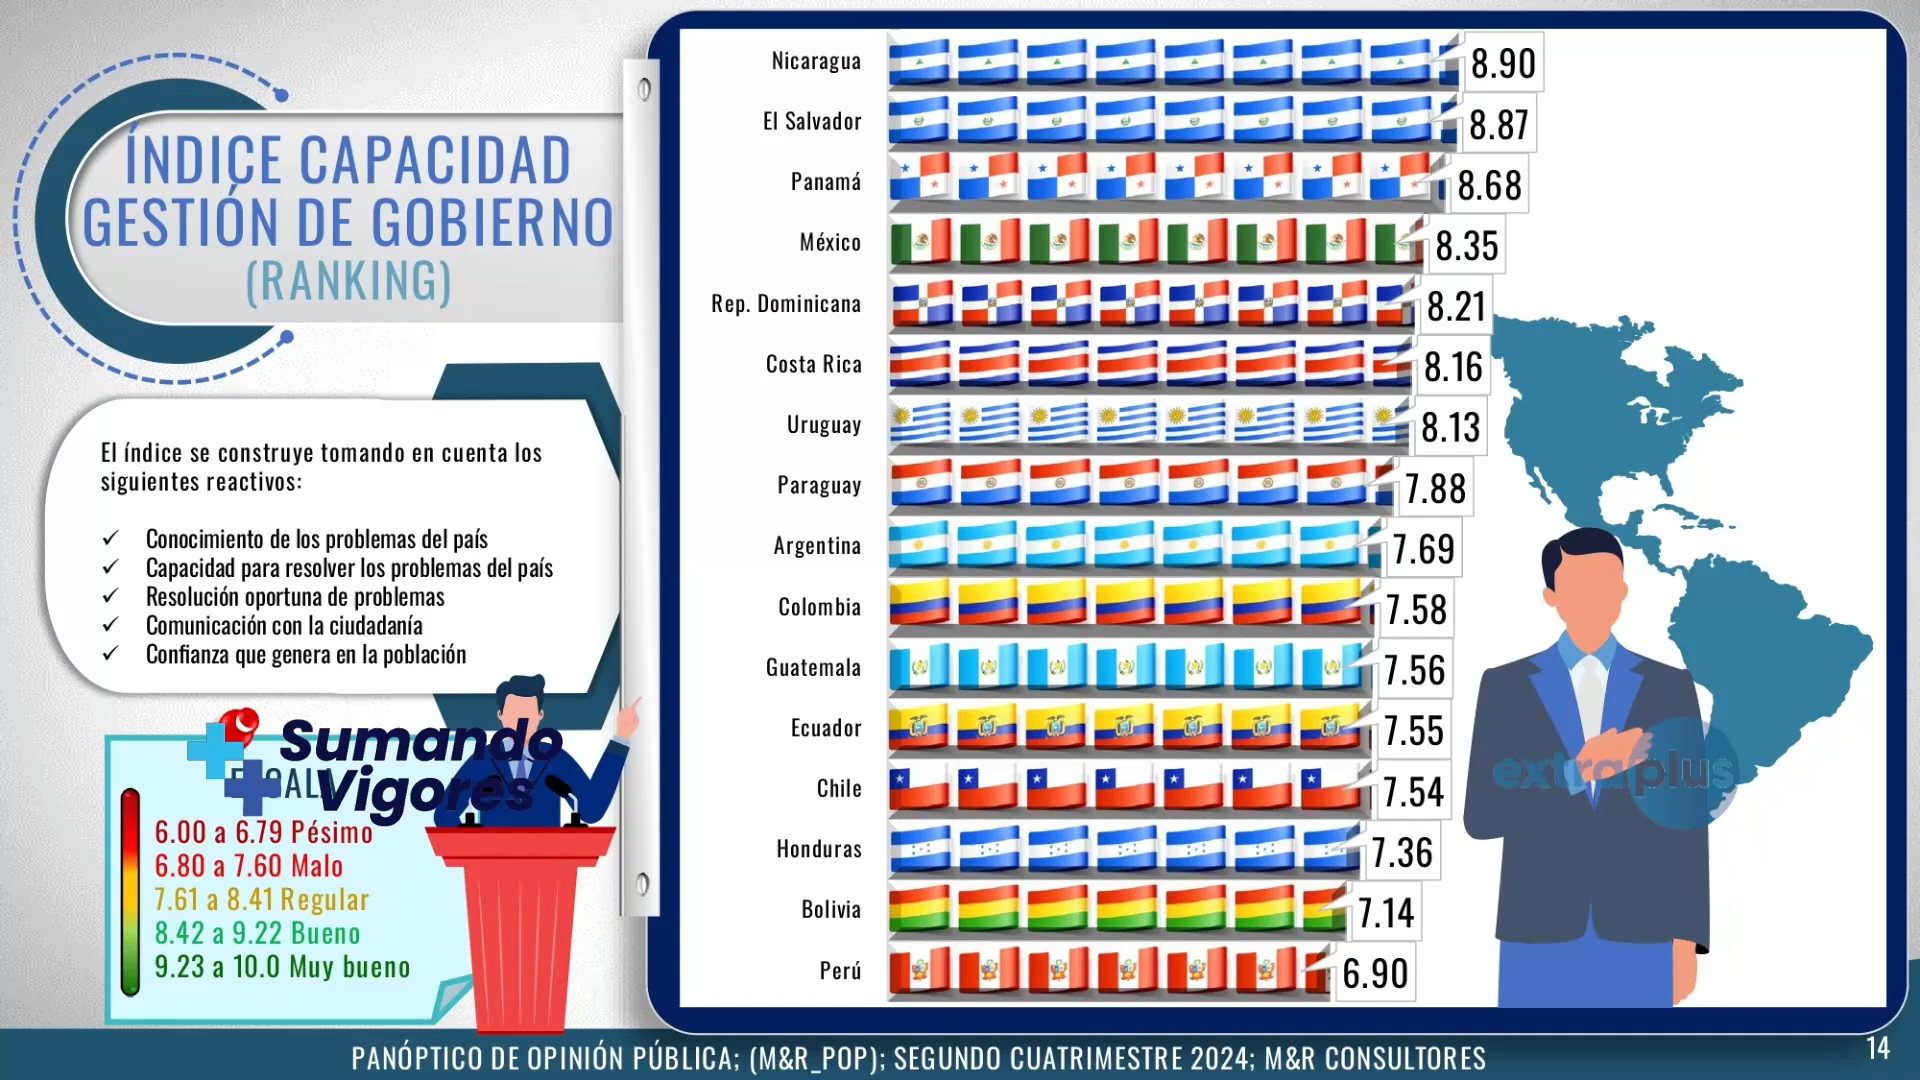 ÍNDICE CAPACIDAD
GESTIÓN DE GOBIERNO
(RANKING)
El índice se construye tomando en cuenta los
siguientes reactivos:
✓ Conocimiento de los problemas del país
✓ Capacidad para resolver los problemas del país
✓ Resolución oportuna de problemas
✓ Comunicación con la ciudadanía
✓ Confianza que genera en la población
Sumando
Vigores
6.00 a 6.79 Pésimo
6.80 a 7.60 Malo
7.61 a 8.41 Regular
8.42 a 9.22 Bueno
9.23 a 10.0 Muy bueno
Nicaragua 8.90
El Salvador 8.87
Panamá 8.68
México 8.35
Rep. Dominicana 8.21
Costa Rica 8.16
Uruguay 8.13
Paraguay 7.88
Argentina 7.69
Colombia 7.58
Guatemala 7.56
Ecuador 7.55
Chile 7.54
Honduras 7.36
Bolivia 7.14
Perú 6.90
extraplus
PANÓPTICO DE OPINIÓN PÚBLICA; (M&R_POP); SEGUNDO CUATRIMESTRE 2024; M&R CONSULTORES
14